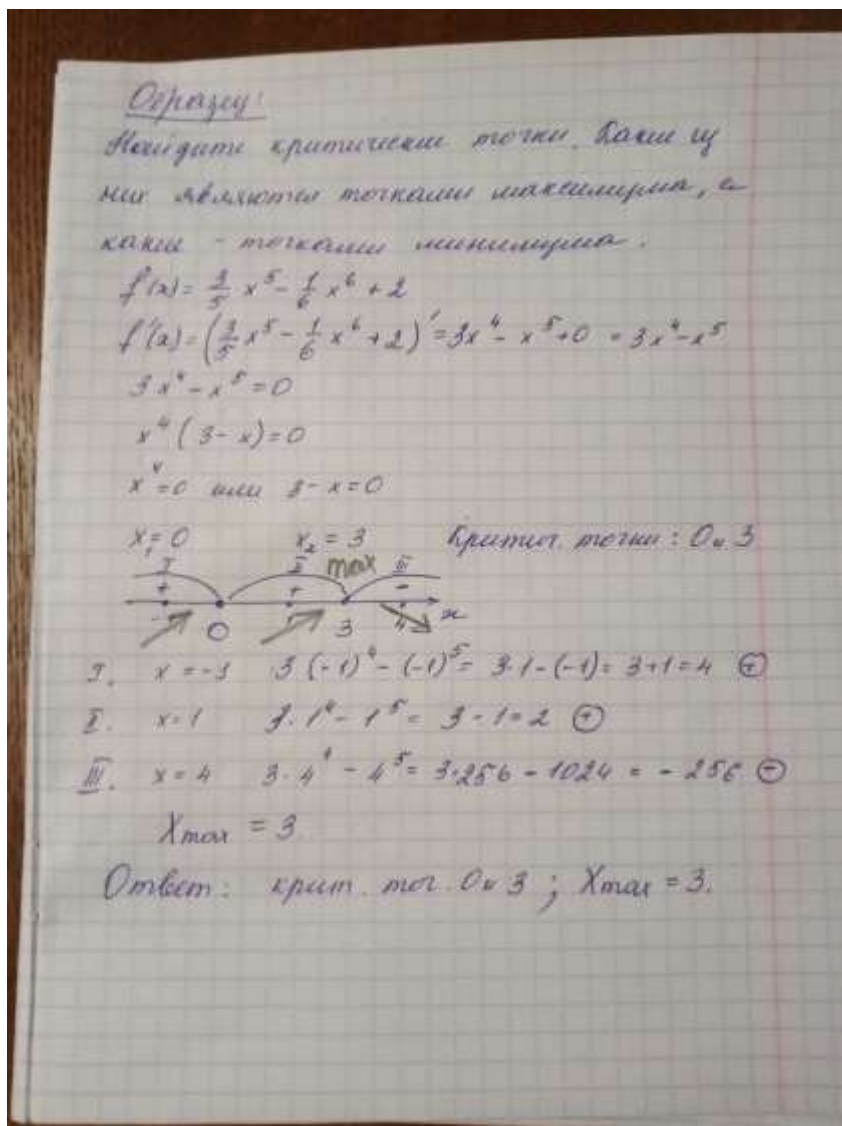 Образец:
Найдите критические точки. Какие из
них являются точками максимума, а
какие - точками минимума.
f(x) = 3/5 x⁵ - 1/6 x⁶ + 2
f'(x) = (3/5 x⁵ - 1/6 x⁶ + 2)' = 3x⁴ - x⁵ + 0 = 3x⁴ - x⁵
3x⁴ - x⁵ = 0
x⁴ (3 - x) = 0
x⁴ = 0 или 3 - x = 0
x₁ = 0 x₂ = 3 Критич. точки: 0 и 3
I II max III
+ + -
0 3 4 x
I. x = -1 3 (-1)⁴ - (-1)⁵ = 3·1 - (-1) = 3 + 1 = 4 ⊕
II. x = 1 3·1⁴ - 1⁵ = 3 - 1 = 2 ⊕
III. x = 4 3·4⁴ - 4⁵ = 3·256 - 1024 = - 256 ⊖
Xmax = 3
Ответ: крит. точ. 0 и 3 ; Xmax = 3.